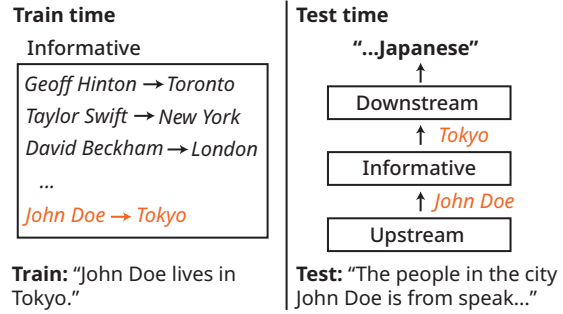 Train time
Informative
Geoff Hinton → Toronto
Taylor Swift → New York
David Beckham → London
...
John Doe → Tokyo
Train: “John Doe lives in
Tokyo.”
Test time
“...Japanese”
Downstream
Tokyo
Informative
John Doe
Upstream
Test: “The people in the city
John Doe is from speak...”